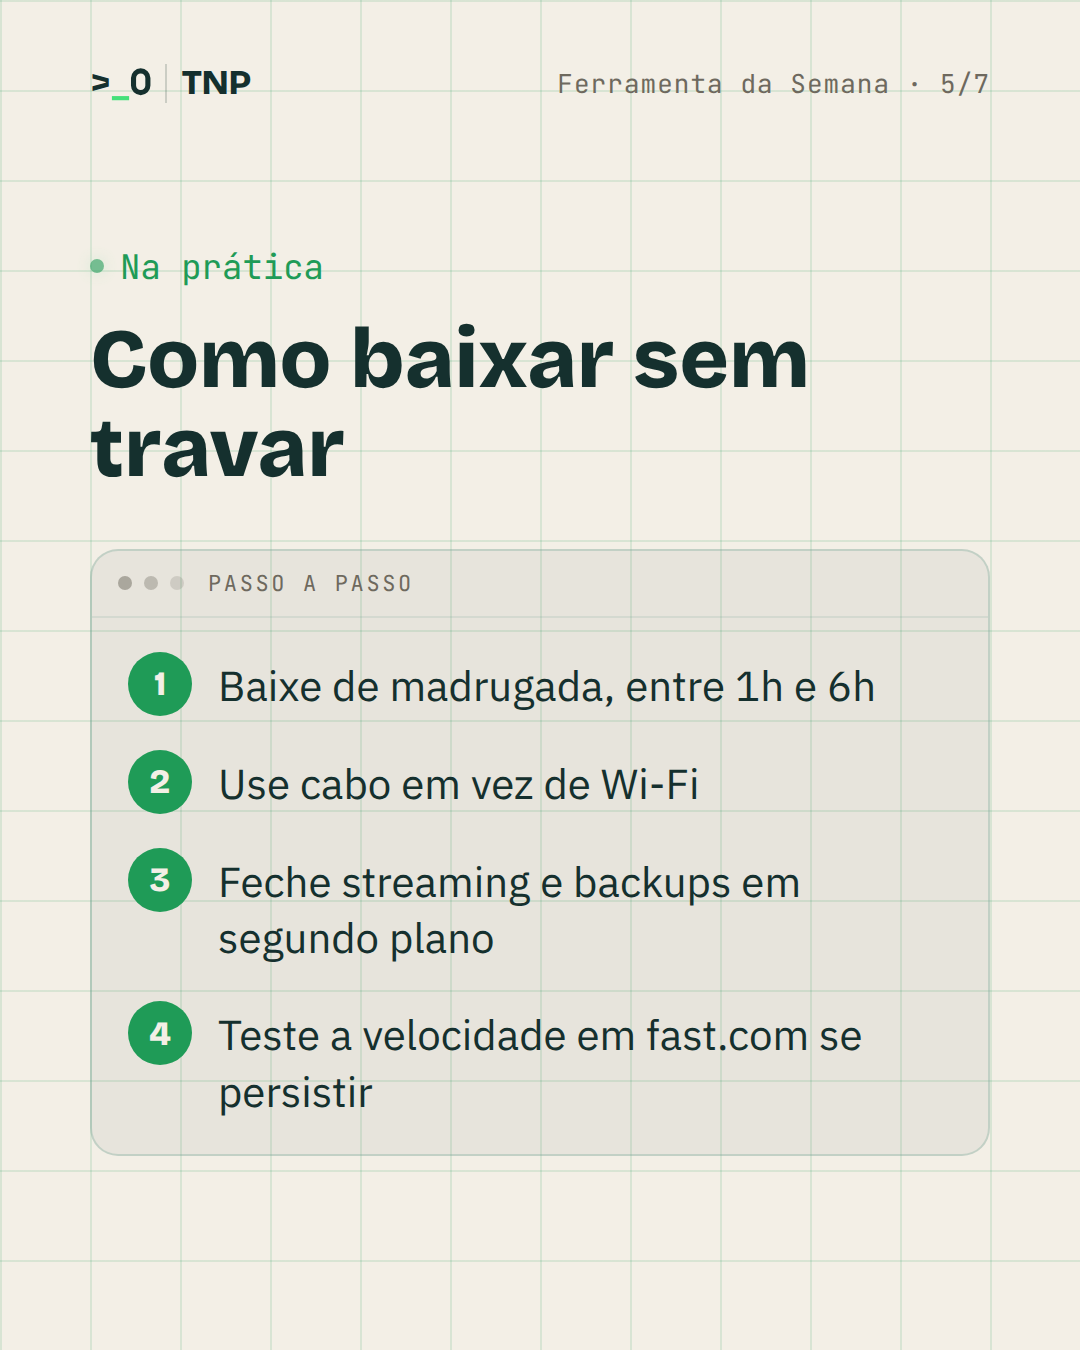 >_O TNP
Ferramenta da Semana · 5/7
Na prática
Como baixar sem
travar
PASSO A PASSO
1 Baixe de madrugada, entre 1h e 6h
2 Use cabo em vez de Wi-Fi
3 Feche streaming e backups em
segundo plano
4 Teste a velocidade em fast.com se
persistir